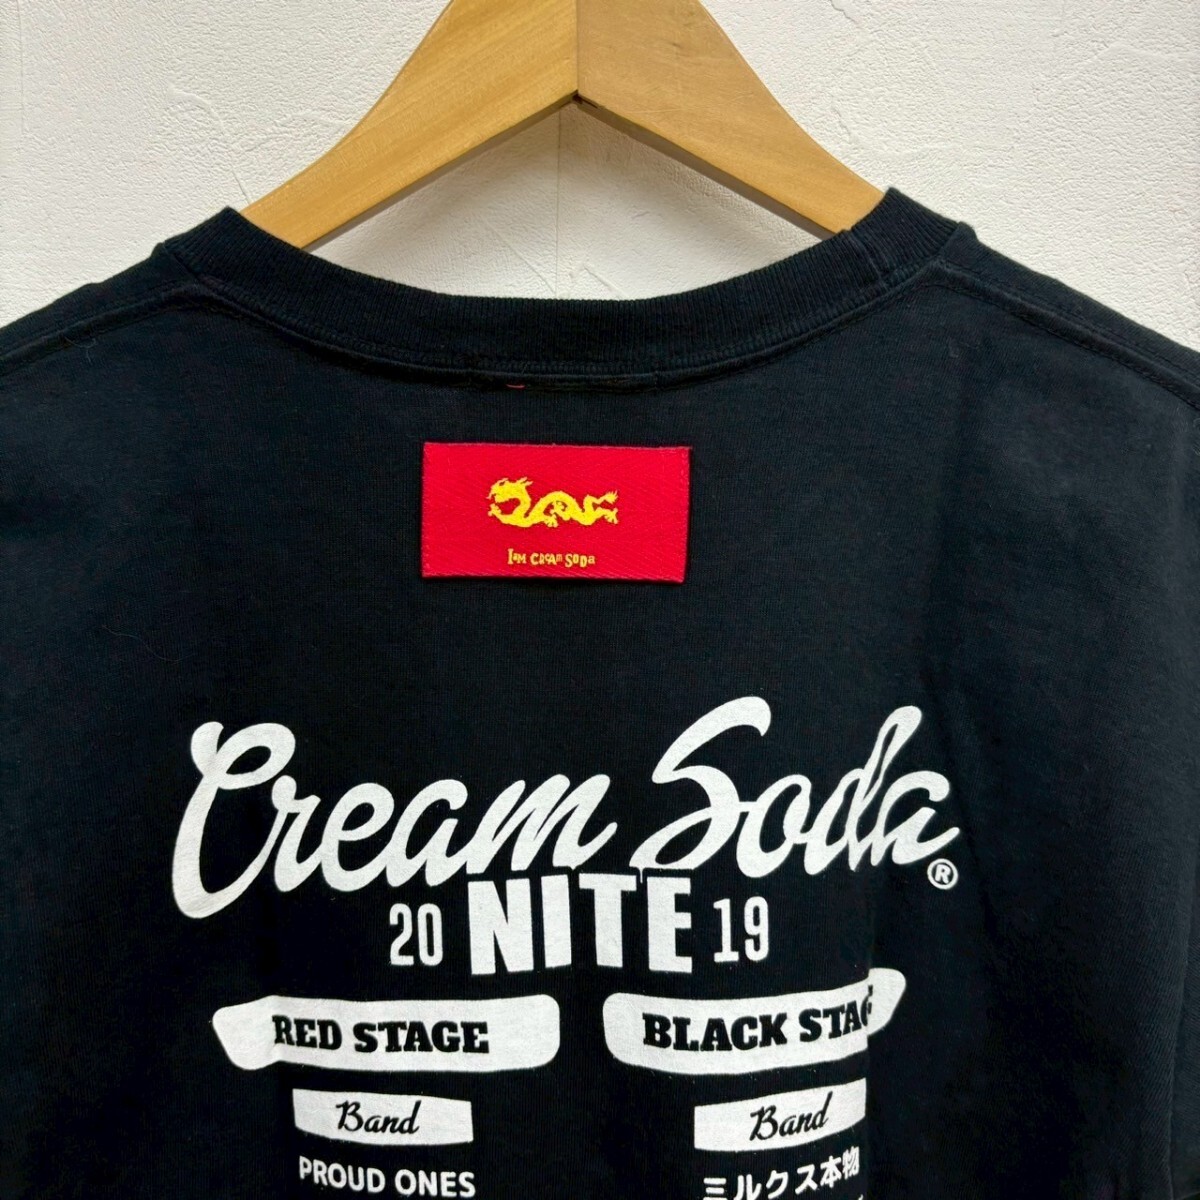 I AM CREAM SODA
Cream Soda®
20 NITE 19
RED STAGE
BLACK STAG
Band
Band
PROUD ONES
ミルクス本物